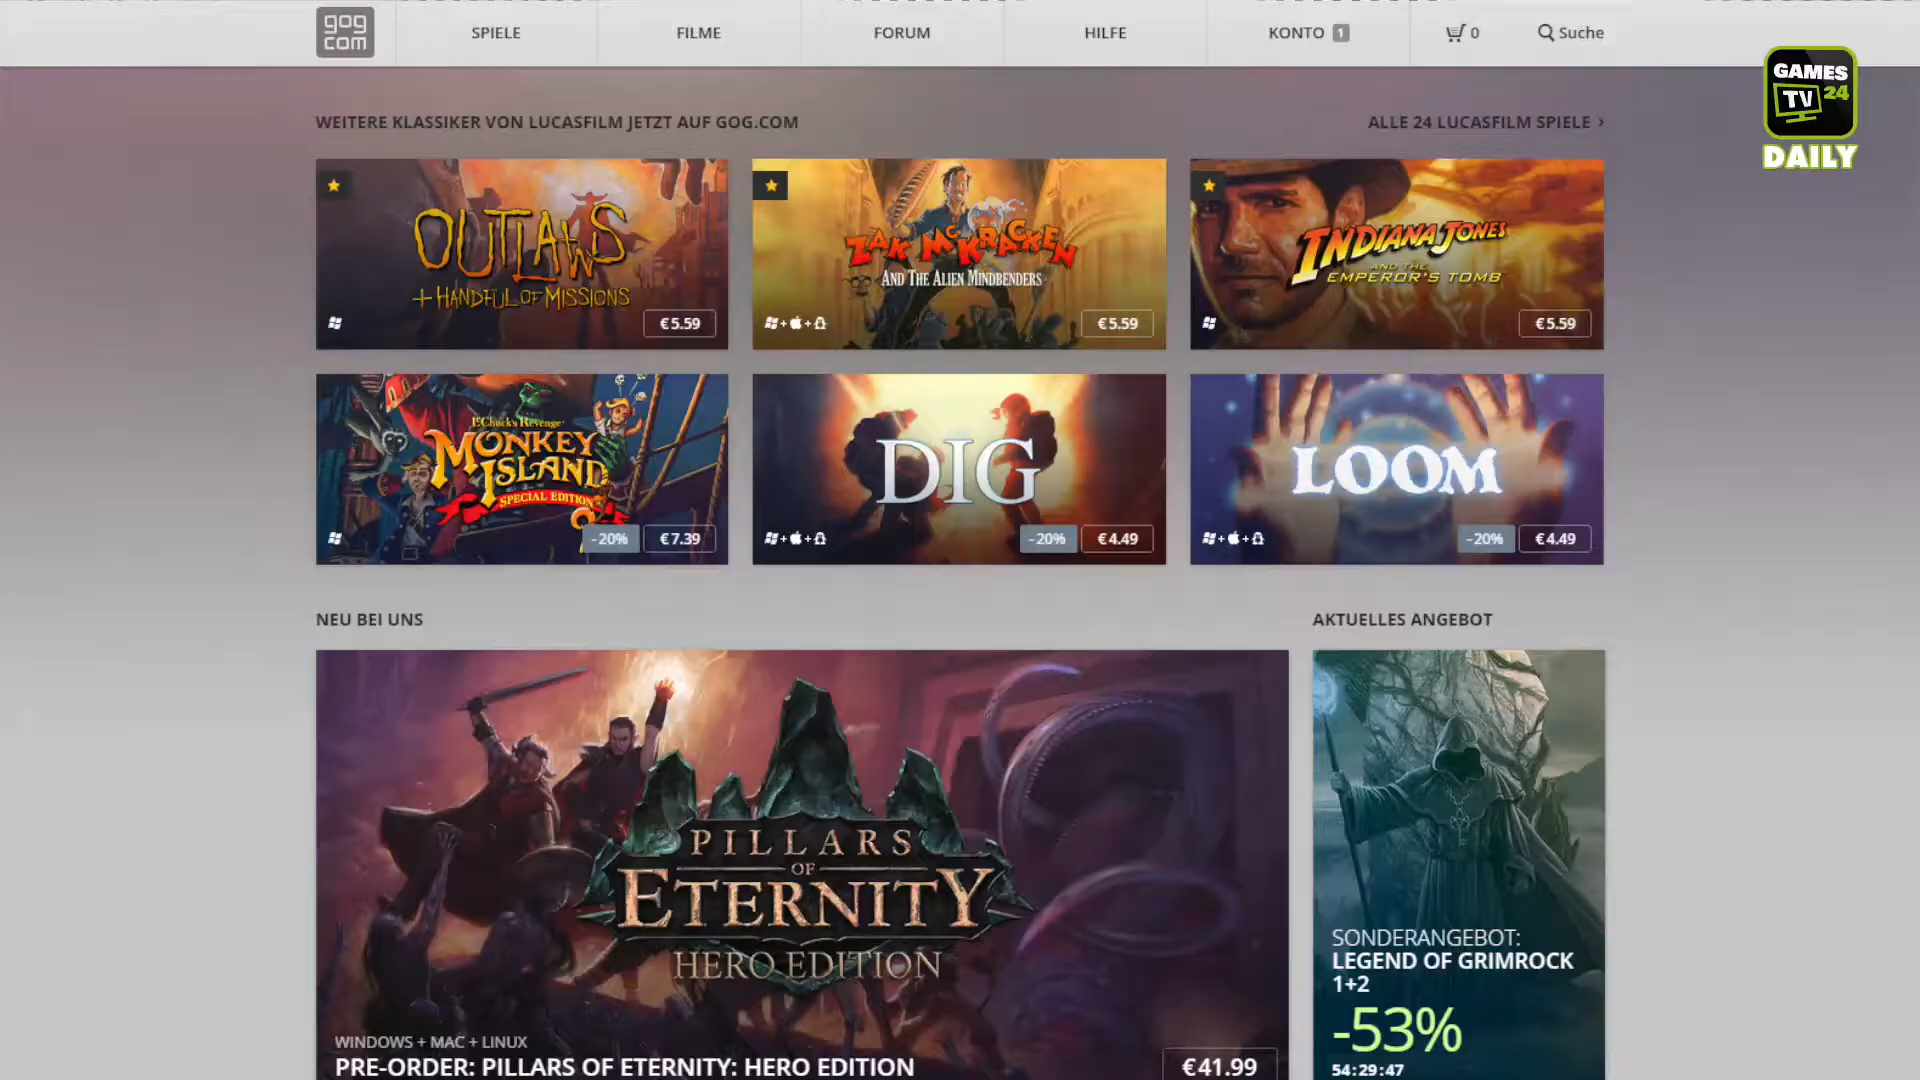 gog
com
SPIELE
FILME
FORUM
HILFE
KONTO 1
0
Suche
GAMES
TV 24
DAILY
WEITERE KLASSIKER VON LUCASFILM JETZT AUF GOG.COM
ALLE 24 LUCASFILM SPIELE ›
OUTLAWS
+ HANDFUL OF MISSIONS
€5.59
ZAK McKRACKEN
AND THE ALIEN MINDBENDERS
€5.59
INDIANA JONES
AND THE
EMPEROR'S TOMB
€5.59
LeChuck's Revenge
MONKEY
ISLAND
SPECIAL EDITION
2
-20% €7.39
DIG
-20% €4.49
LOOM
-20% €4.49
NEU BEI UNS
AKTUELLES ANGEBOT
PILLARS
OF
ETERNITY
HERO EDITION
WINDOWS + MAC + LINUX
PRE-ORDER: PILLARS OF ETERNITY: HERO EDITION
€41.99
SONDERANGEBOT:
LEGEND OF GRIMROCK
1+2
-53%
54:29:47